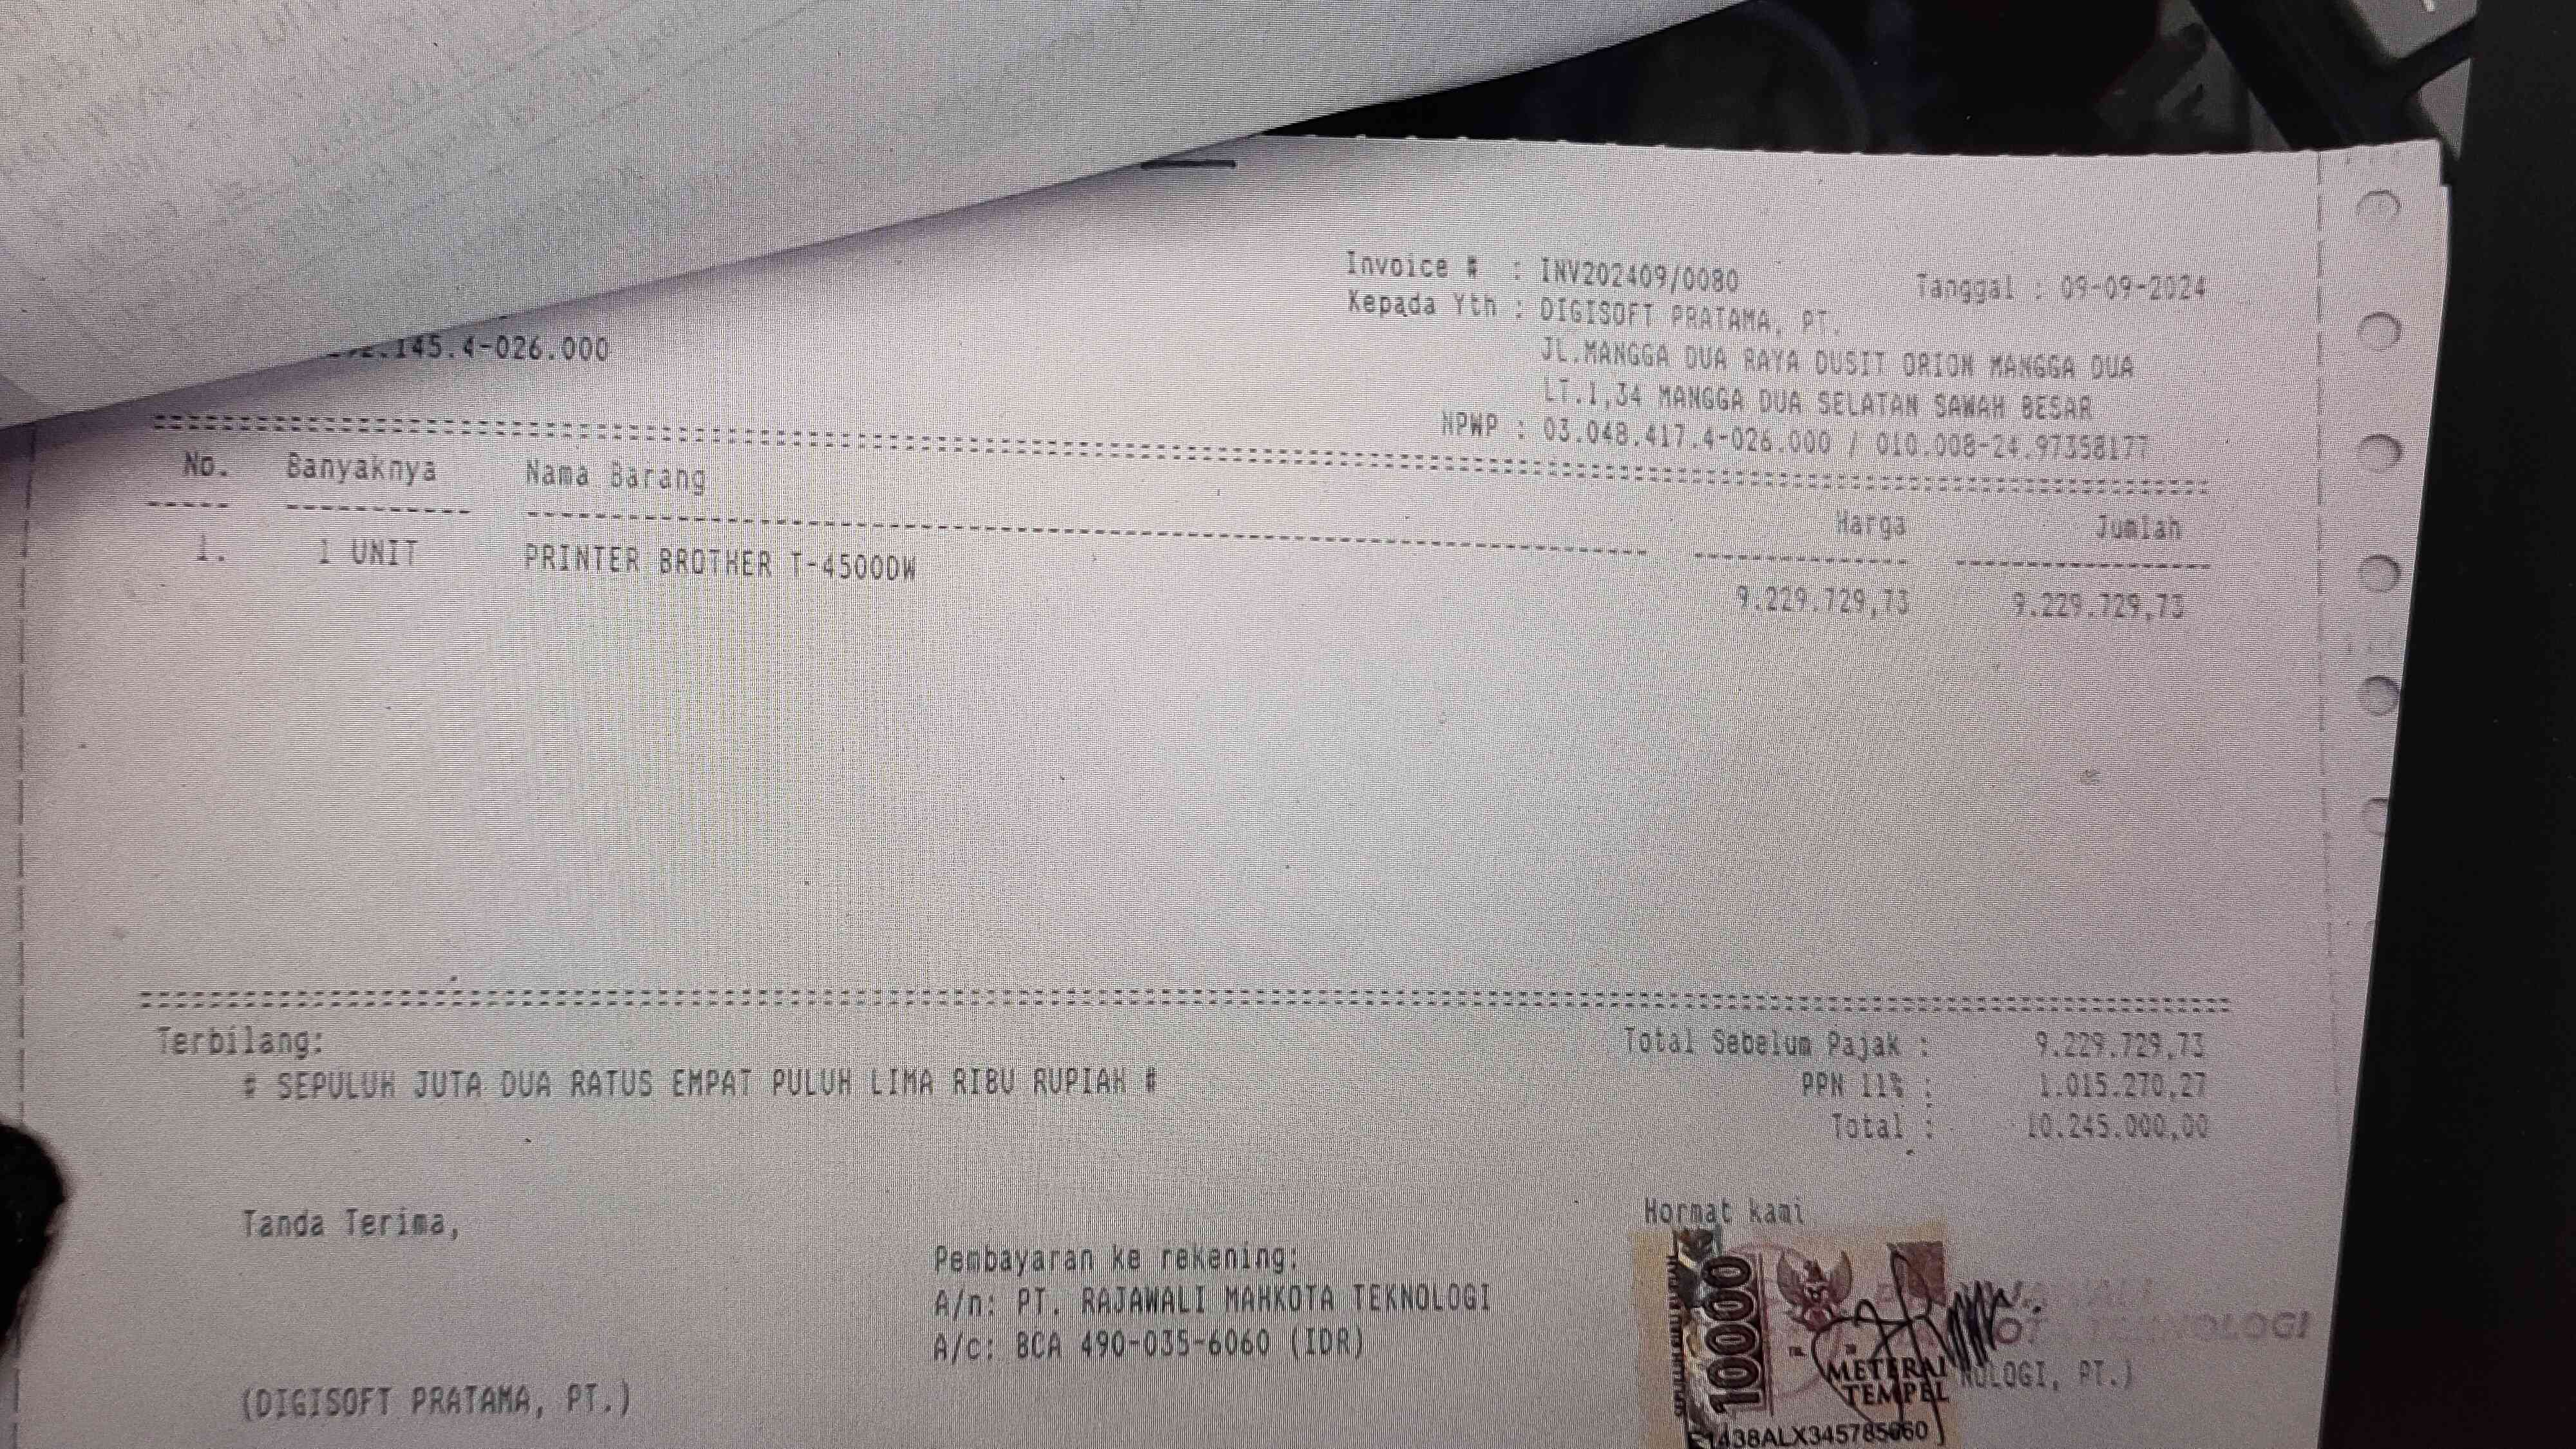 Invoice # : INV202409/0080 Tanggal : 09-09-2024
Kepada Yth : DIGISOFT PRATAMA, PT.
JL.MANGGA DUA RAYA DUSIT ORION MANGGA DUA
LT.1,34 MANGGA DUA SELATAN SAWAH BESAR
NPWP : 03.048.417.4-026.000 / 010.008-24.97358177
.145.4-026.000
No. Banyaknya Nama Barang Harga Jumlah
1. 1 UNIT PRINTER BROTHER T-4500DW 9.229.729,73 9.229.729,73
Terbilang:
# SEPULUH JUTA DUA RATUS EMPAT PULUH LIMA RIBU RUPIAH #
Total Sebelum Pajak : 9.229.729,73
PPN 11% : 1.015.270,27
Total : 10.245.000,00
Tanda Terima,
(DIGISOFT PRATAMA, PT.)
Pembayaran ke rekening:
A/n: PT. RAJAWALI MAHKOTA TEKNOLOGI
A/c: BCA 490-035-6060 (IDR)
Hormat kami
10000
METERAI
TEMPEL
1438ALX345785060
NOLOGI, PT.)